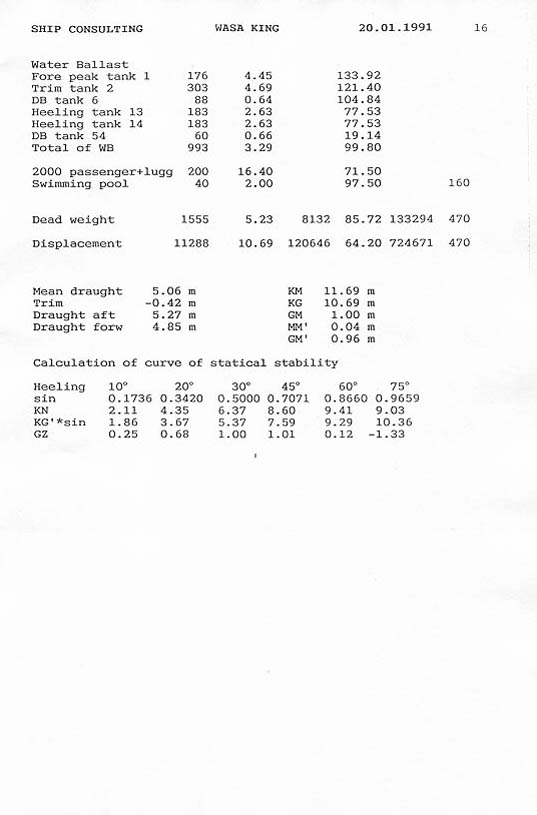 SHIP CONSULTING WASA KING 20.01.1991 16
Water Ballast
Fore peak tank 1 176 4.45 133.92
Trim tank 2 303 4.69 121.40
DB tank 6 88 0.64 104.84
Heeling tank 13 183 2.63 77.53
Heeling tank 14 183 2.63 77.53
DB tank 54 60 0.66 19.14
Total of WB 993 3.29 99.80
2000 passenger+lugg 200 16.40 71.50
Swimming pool 40 2.00 97.50 160
Dead weight 1555 5.23 8132 85.72 133294 470
Displacement 11288 10.69 120646 64.20 724671 470
Mean draught 5.06 m KM 11.69 m
Trim -0.42 m KG 10.69 m
Draught aft 5.27 m GM 1.00 m
Draught forw 4.85 m MM' 0.04 m
GM' 0.96 m
Calculation of curve of statical stability
Heeling 10° 20° 30° 45° 60° 75°
sin 0.1736 0.3420 0.5000 0.7071 0.8660 0.9659
KN 2.11 4.35 6.37 8.60 9.41 9.03
KG'*sin 1.86 3.67 5.37 7.59 9.29 10.36
GZ 0.25 0.68 1.00 1.01 0.12 -1.33